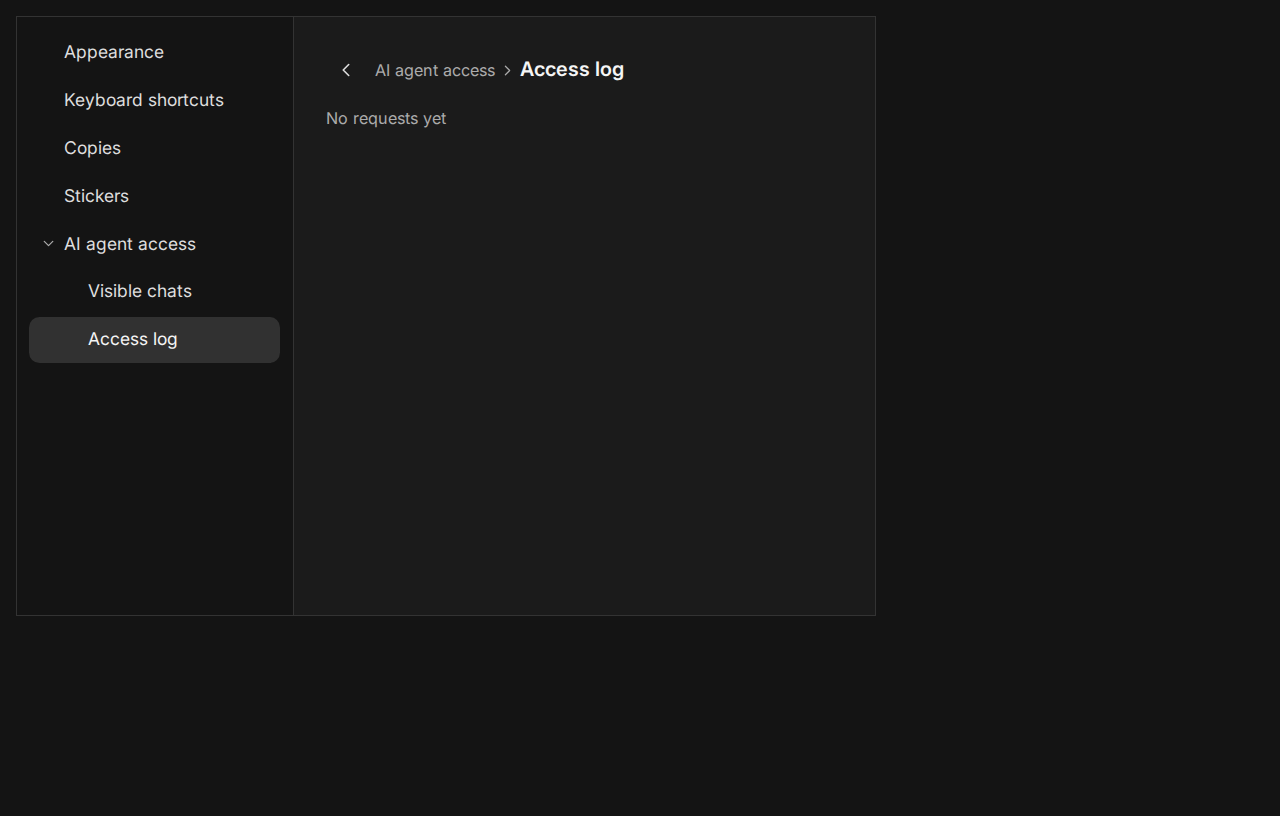 Appearance
Keyboard shortcuts
Copies
Stickers
AI agent access
Visible chats
Access log
AI agent access > Access log
No requests yet